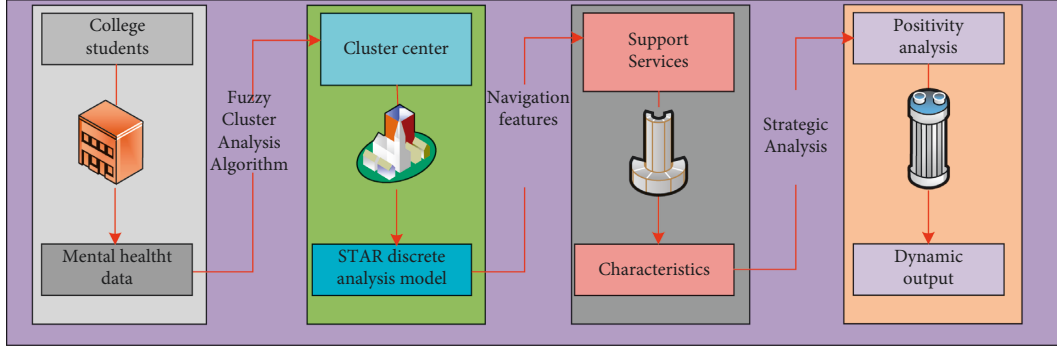 College
students
Mental healtht
data
Fuzzy
Cluster
Analysis
Algorithm
Cluster center
STAR discrete
analysis model
Navigation
features
Support
Services
Characteristics
Strategic
Analysis
Positivity
analysis
Dynamic
output